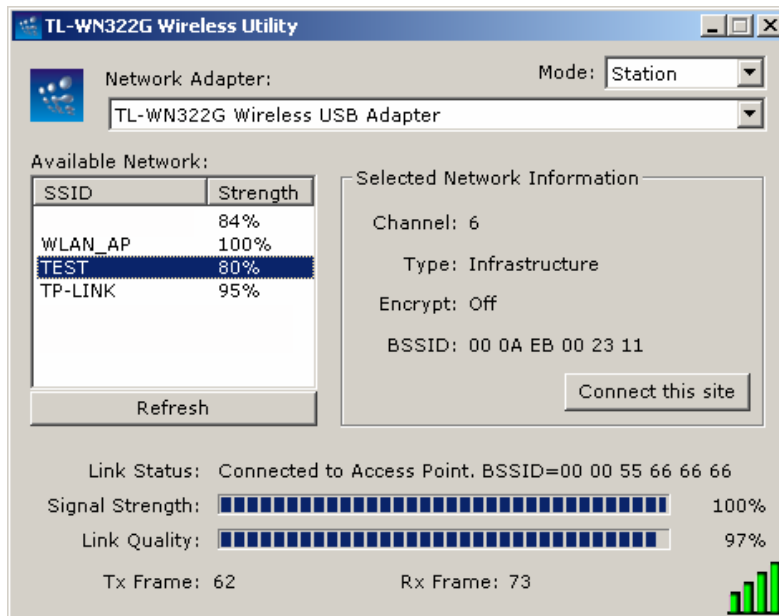 TL-WN322G Wireless Utility
Network Adapter:
Mode: Station
TL-WN322G Wireless USB Adapter
Available Network:
SSID Strength
84%
WLAN_AP 100%
TEST 80%
TP-LINK 95%
Refresh
Selected Network Information
Channel: 6
Type: Infrastructure
Encrypt: Off
BSSID: 00 0A EB 00 23 11
Connect this site
Link Status: Connected to Access Point. BSSID=00 00 55 66 66 66
Signal Strength: 100%
Link Quality: 97%
Tx Frame: 62 Rx Frame: 73